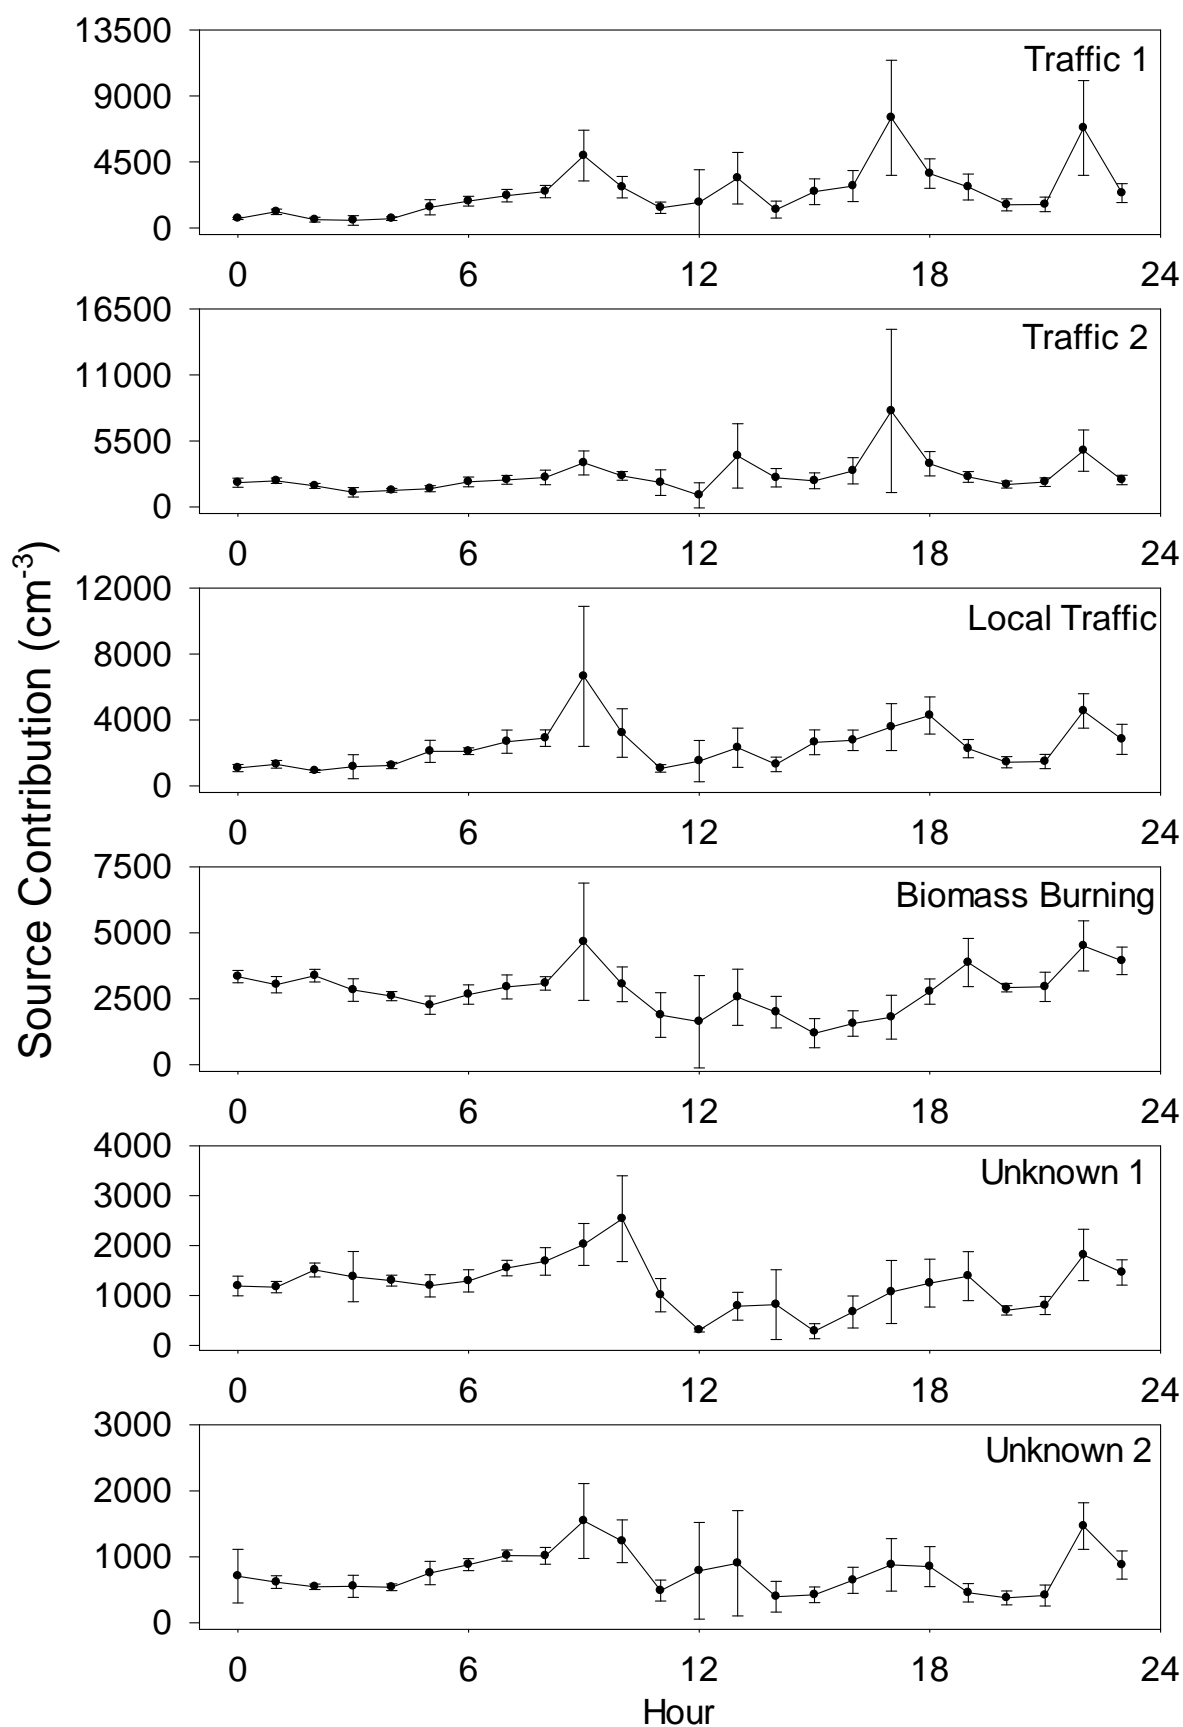 13500
Traffic 1
9000
4500
0
0 6 12 18 24
16500
Traffic 2
11000
5500
0
0 6 12 18 24
Source Contribution (cm-3)
12000
Local Traffic
8000
4000
0
0 6 12 18 24
7500
Biomass Burning
5000
2500
0
0 6 12 18 24
4000
Unknown 1
3000
2000
1000
0
0 6 12 18 24
3000
Unknown 2
2000
1000
0
0 6 12 18 24
Hour